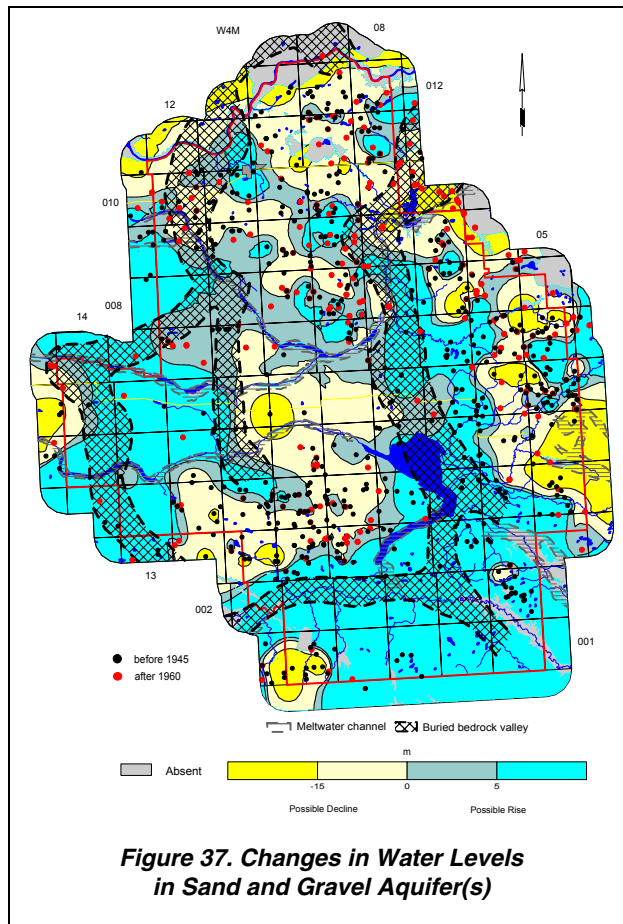 W4M
08
012
12
010
05
14
008
13
002
001
before 1945
after 1960
Meltwater channel
Buried bedrock valley
m
Absent
-15
0
5
Possible Decline
Possible Rise
Figure 37. Changes in Water Levels
in Sand and Gravel Aquifer(s)